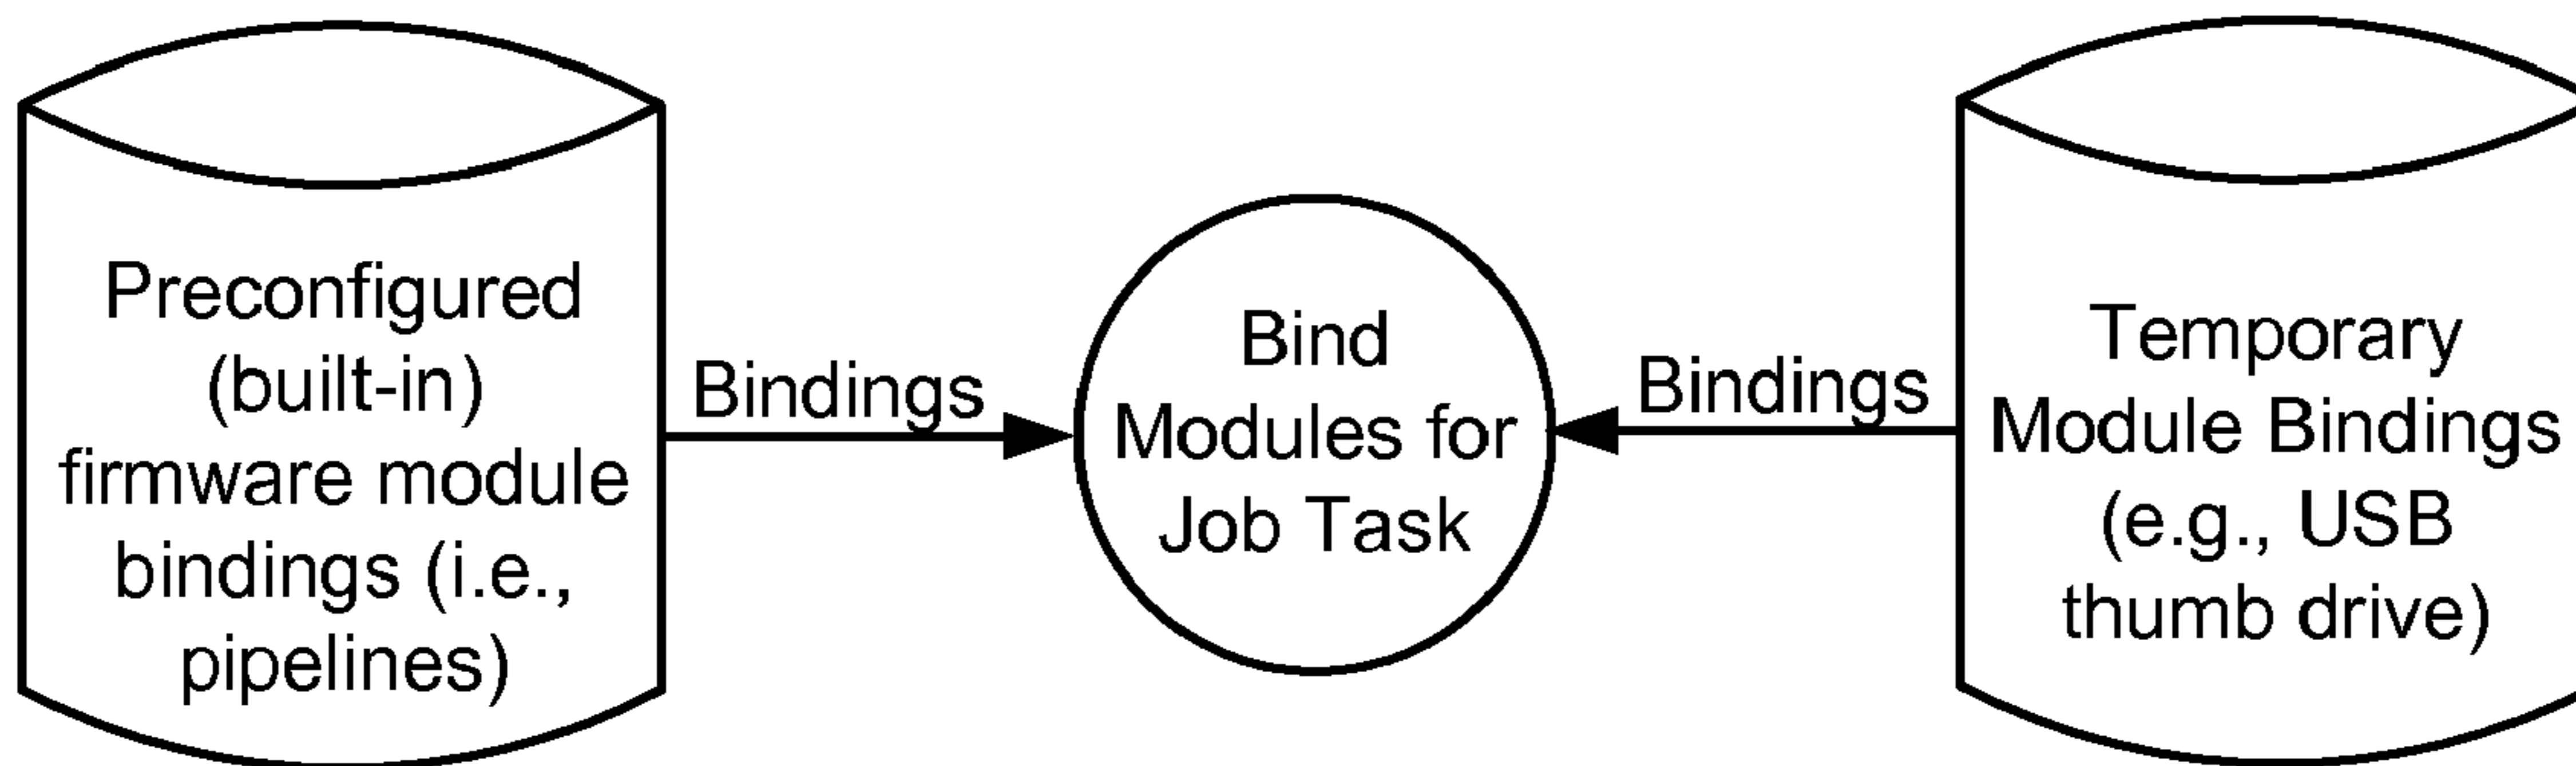 Preconfigured
(built-in)
firmware module
bindings (i.e.,
pipelines)
Bindings
Bind
Modules for
Job Task
Bindings
Temporary
Module Bindings
(e.g., USB
thumb drive)